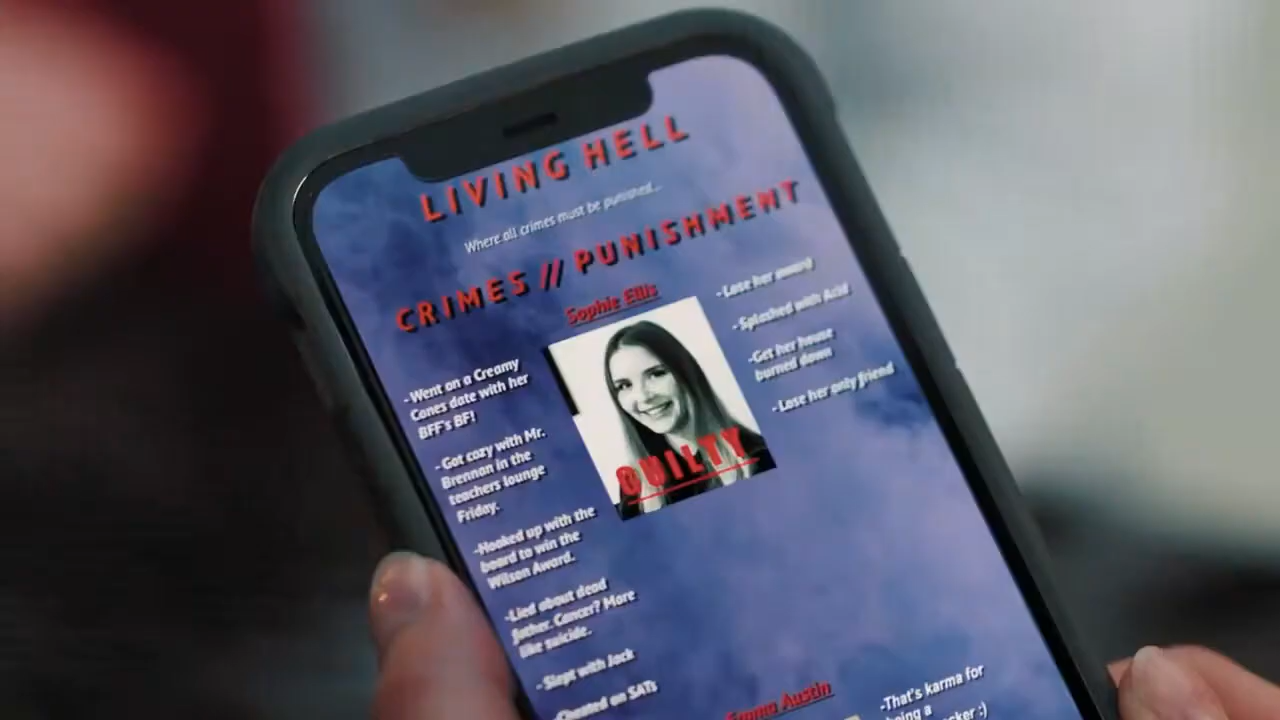 LIVING HELL
Where all crimes must be punished...
CRIMES // PUNISHMENT
Sophie Ellis
- Went on a Creamy
Cones date with her
BFF's BF!
- Got cozy with Mr.
Brennan in the
teachers lounge
Friday.
-Hooked up with the
board to win the
Wilson Award.
-Lied about dead
father. Cancer? More
like suicide.
- Slept with Jack
-Cheated on SATs
GUILTY
- Lose her award
- Splashed with Acid
-Get her house
burned down
- Lose her only friend
Emma Austin
-That's karma for
being a